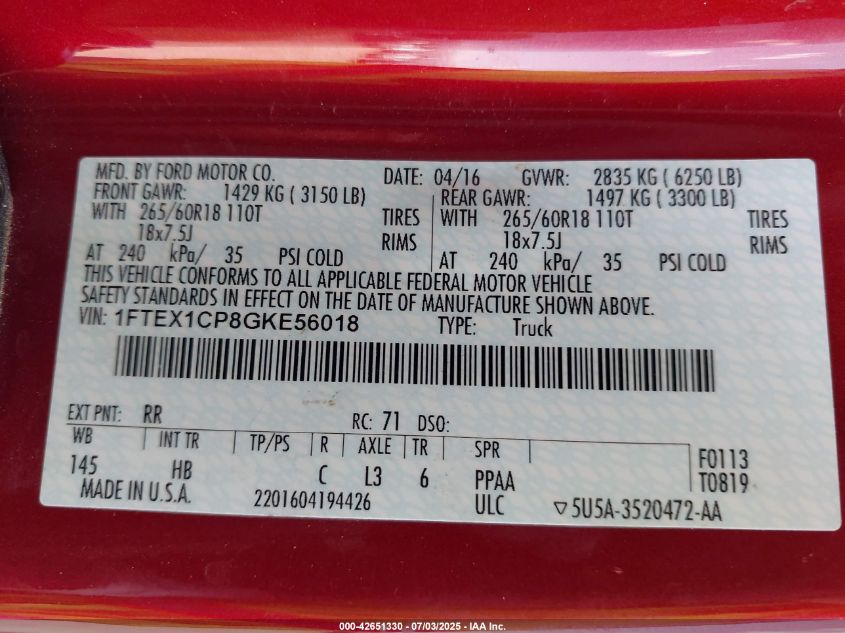 MFD. BY FORD MOTOR CO. DATE: 04/16 GVWR: 2835 KG ( 6250 LB)
FRONT GAWR: 1429 KG ( 3150 LB) REAR GAWR: 1497 KG ( 3300 LB)
WITH 265/60R18 110T TIRES WITH 265/60R18 110T TIRES
18x7.5J RIMS 18x7.5J RIMS
AT 240 kPa/ 35 PSI COLD AT 240 kPa/ 35 PSI COLD
THIS VEHICLE CONFORMS TO ALL APPLICABLE FEDERAL MOTOR VEHICLE
SAFETY STANDARDS IN EFFECT ON THE DATE OF MANUFACTURE SHOWN ABOVE.
VIN: 1FTEX1CP8GKE56018 TYPE: Truck
EXT PNT: RR RC: 71 DSO:
WB INT TR TP/PS R AXLE TR SPR F0113
145 HB C L3 6 PPAA T0819
MADE IN U.S.A. 2201604194426 ULC ▽5U5A-3520472-AA
000-42651330 - 07/03/2025 - IAA Inc.